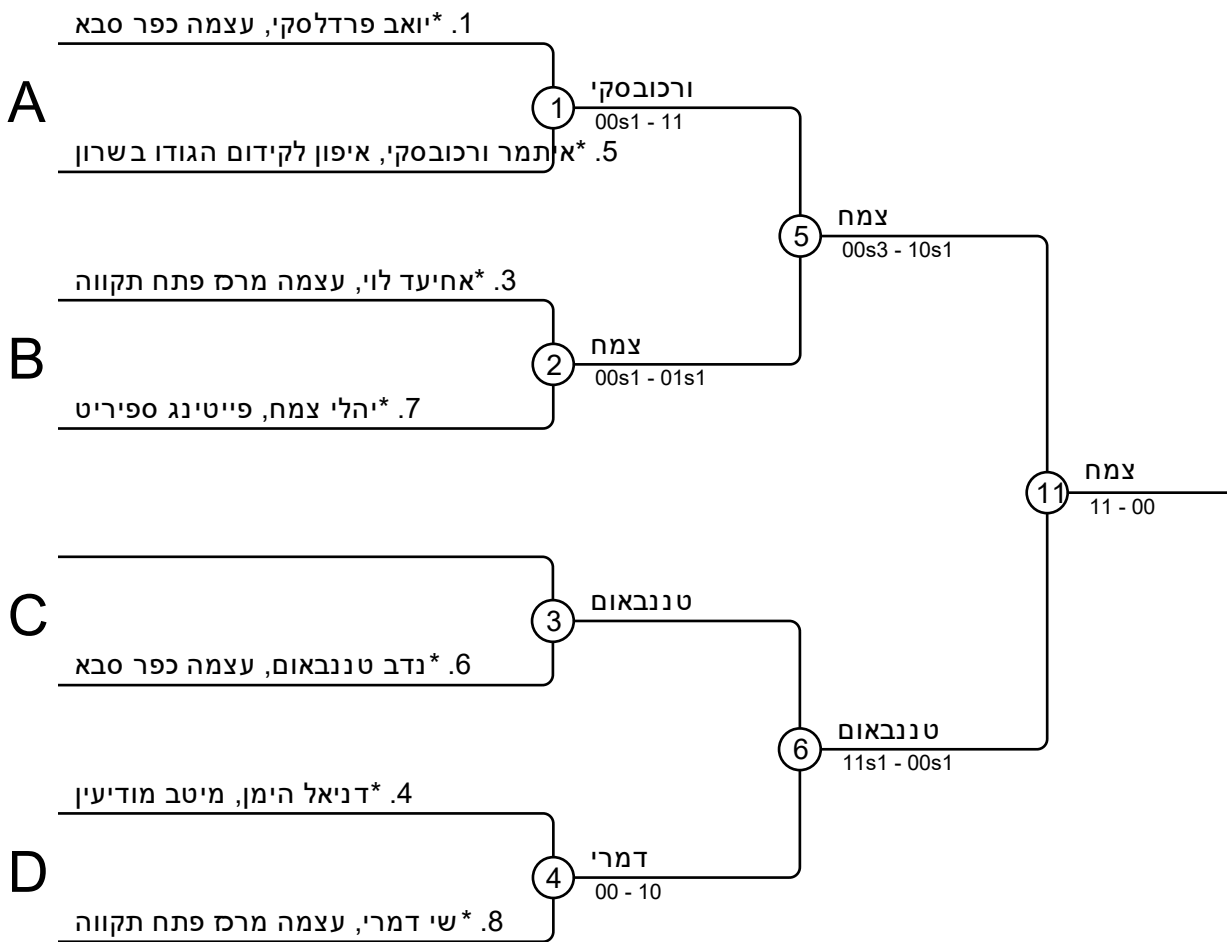 1. *יואב פרדלסקי, עצמה כפר סבא
A
1
ורכובסקי
00s1 - 11
5. *איתמר ורכובסקי, איפון לקידום הגודו בשרון
5
צמח
00s3 - 10s1
3. *אחיעד לוי, עצמה מרכז פתח תקווה
B
2
צמח
00s1 - 01s1
7. *יהלי צמח, פייטינג ספיריט
11
צמח
11 - 00
C
3
טננבאום
6. *נדב טננבאום, עצמה כפר סבא
6
טננבאום
11s1 - 00s1
4. *דניאל הימן, מיטב מודיעין
D
4
דמרי
00 - 10
8. *שי דמרי, עצמה מרכז פתח תקווה